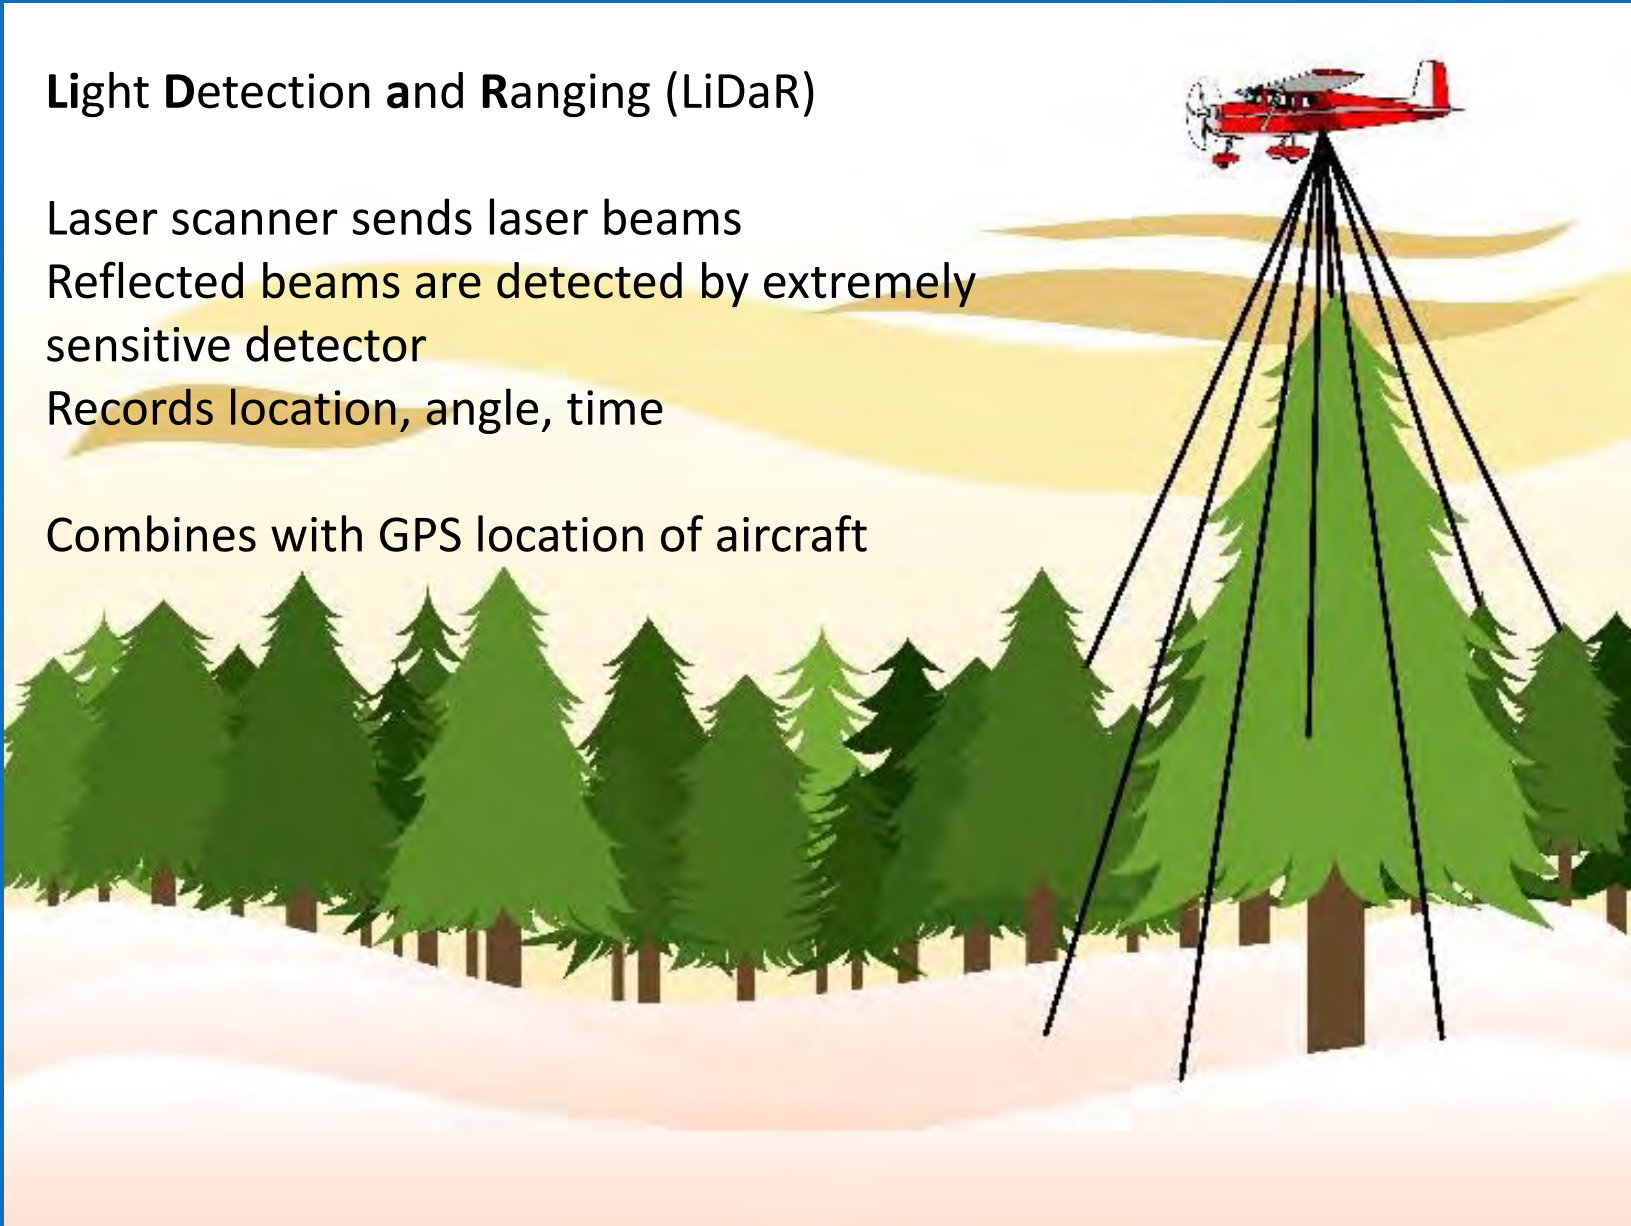 Light Detection and Ranging (LiDaR)
Laser scanner sends laser beams
Reflected beams are detected by extremely
sensitive detector
Records location, angle, time
Combines with GPS location of aircraft